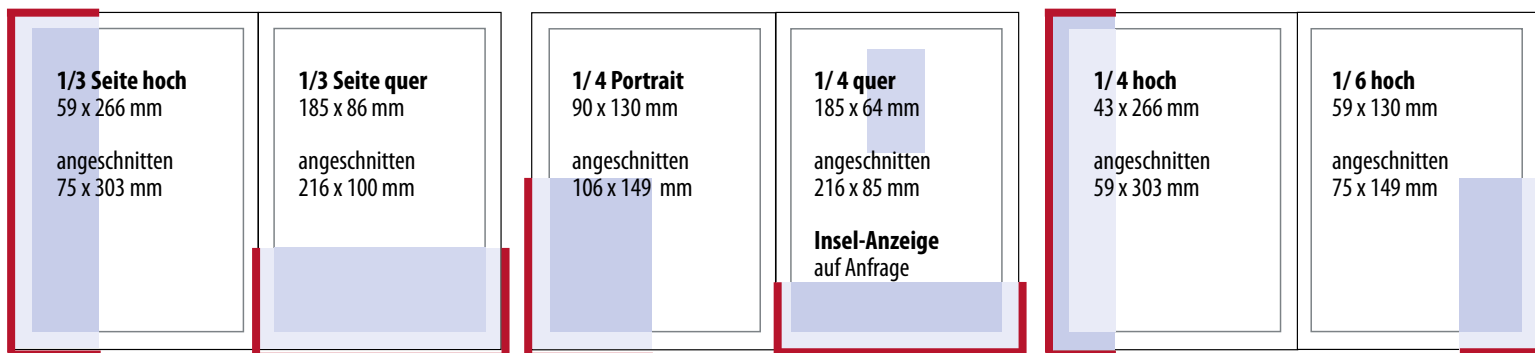 1/3 Seite hoch
59 x 266 mm
angeschnitten
75 x 303 mm
1/3 Seite quer
185 x 86 mm
angeschnitten
216 x 100 mm
1/ 4 Portrait
90 x 130 mm
angeschnitten
106 x 149  mm
1/ 4 quer
185 x 64 mm
angeschnitten
216 x 85 mm
Insel-Anzeige
auf Anfrage
1/ 4 hoch
43 x 266 mm
angeschnitten
59 x 303 mm
1/ 6 hoch
59 x 130 mm
angeschnitten
75 x 149 mm